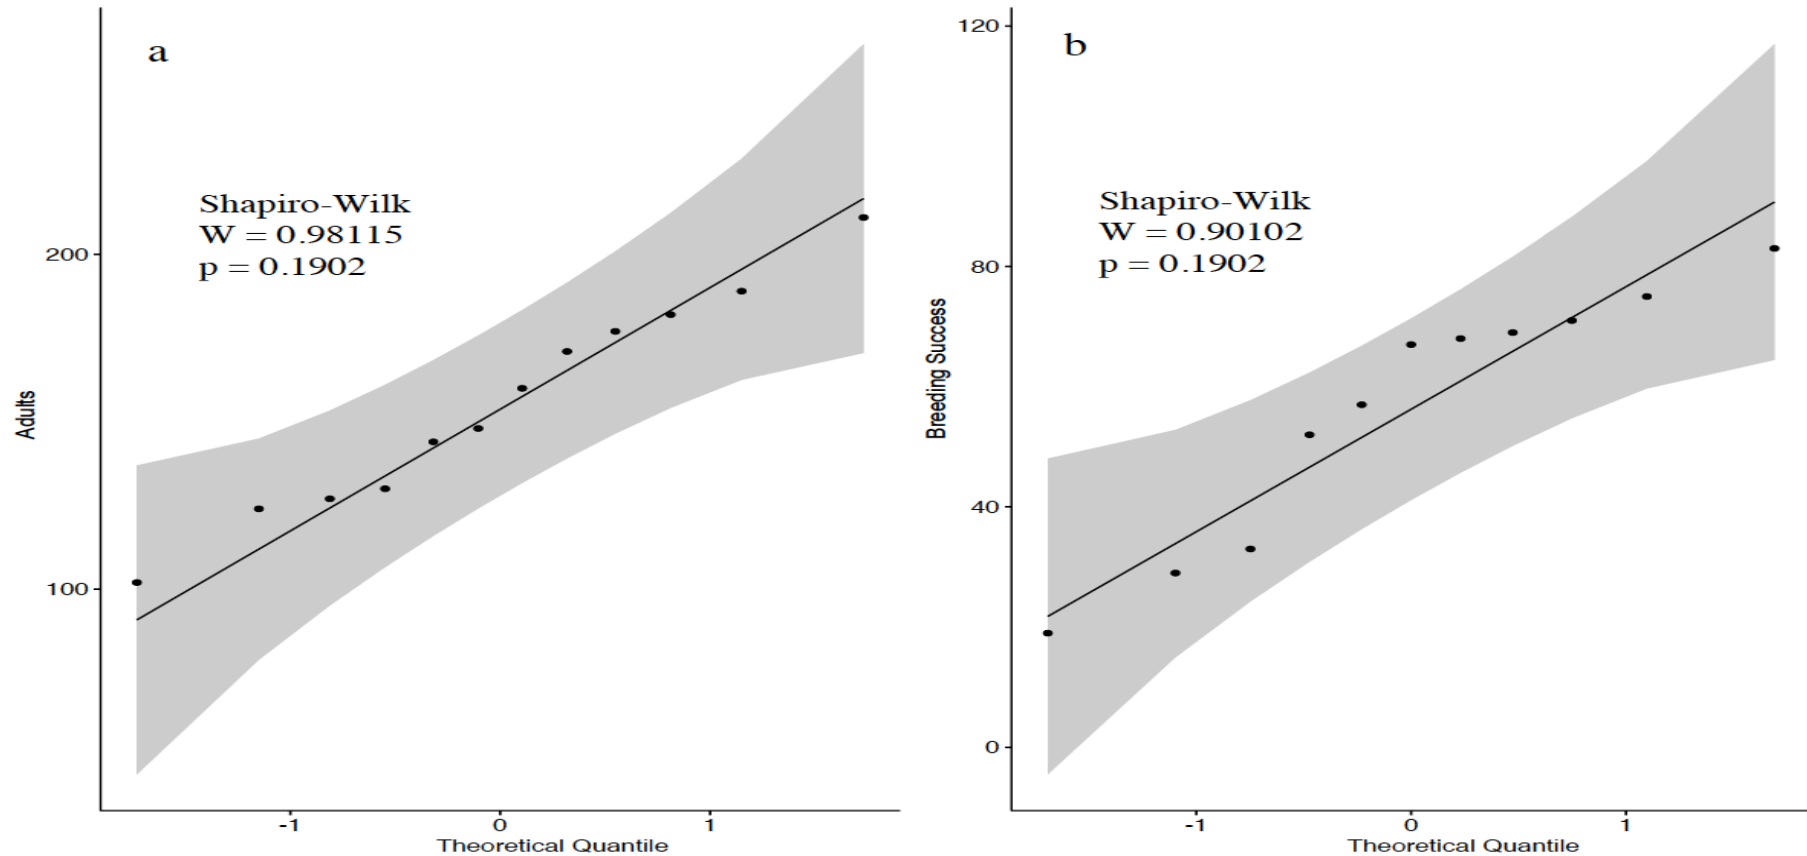 a
Shapiro-Wilk
W = 0.98115
p = 0.1902
200
100
Adults
-1
0
1
Theoretical Quantile
b
Shapiro-Wilk
W = 0.90102
p = 0.1902
120
80
40
0
Breeding Success
-1
0
1
Theoretical Quantile